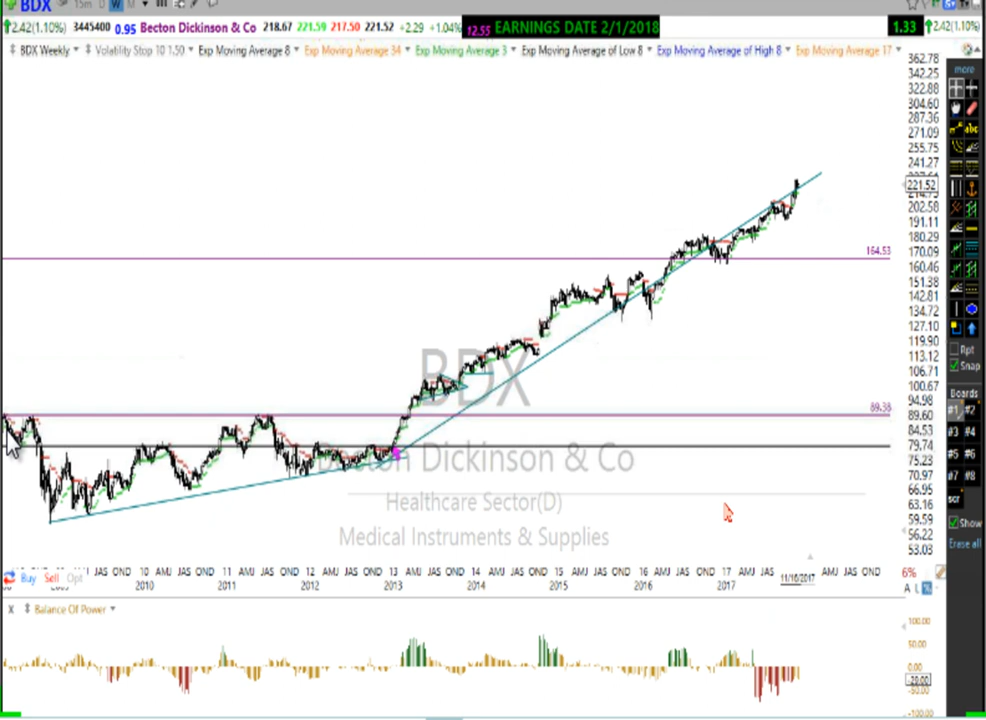 BDX 15m D W M
2.42(1.10%) 3445400 0.95 Becton Dickinson & Co 218.67 221.59 217.50 221.52 +2.29 +1.04% 12.55 EARNINGS DATE 2/1/2018 1.33 2.42(1.10%)
BDX Weekly Volatility Stop 10 1.50 Exp Moving Average 8 Exp Moving Average 34 Exp Moving Average 3 Exp Moving Average of Low 8 Exp Moving Average of High 8 Exp Moving Average 17
362.78
more
342.25
322.88
304.60
287.36
abc
271.09
255.75
241.27
221.52
202.58
191.11
180.29
164.53
170.09
160.46
151.38
142.81
134.72
127.10
119.90
Rpt
113.12
Snap
BDX
106.71
100.67
Boards
94.98
89.38
#1 #2
89.60
84.53
#3 #4
79.74
Becton Dickinson & Co
75.23
#5 #6
70.97
#7 #8
66.95
Healthcare Sector(D)
63.16
scr
59.59
Show
Medical Instruments & Supplies
56.22
Erase all
53.03
JAS OND 10 AMJ JAS OND 11 AMJ JAS OND 12 AMJ JAS OND 13 AMJ JAS OND 14 AMJ JAS OND 15 AMJ JAS OND 16 AMJ JAS OND 17 AMJ JAS AMJ JAS OND
6%
Buy Sell Opt
2010 2011 2012 2013 2014 2015 2016 2017 11/16/2017
A L %
X Balance Of Power
100.00
50.00
0.00
-20.00
-50.00
-100.00